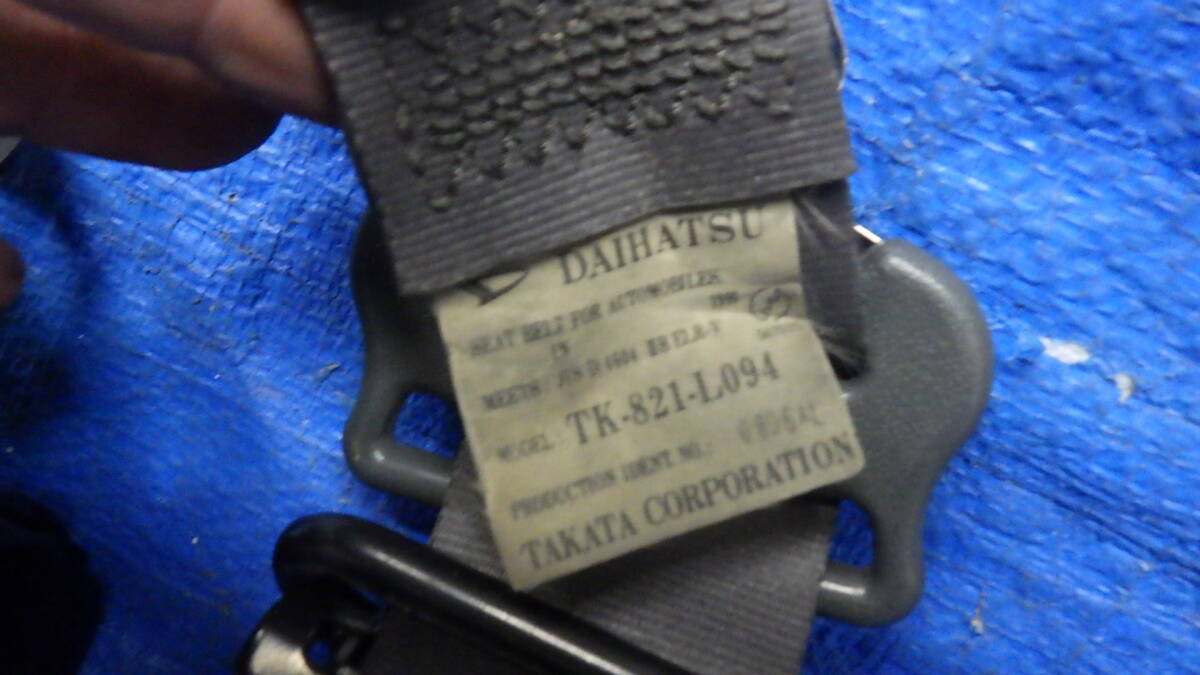 DAIHATSU
SEAT BELT FOR AUTOMOBILES
MEETS : JIS D 4604
MODEL : TK-821-L094
PRODUCTION IDENT. NO.:
TAKATA CORPORATION